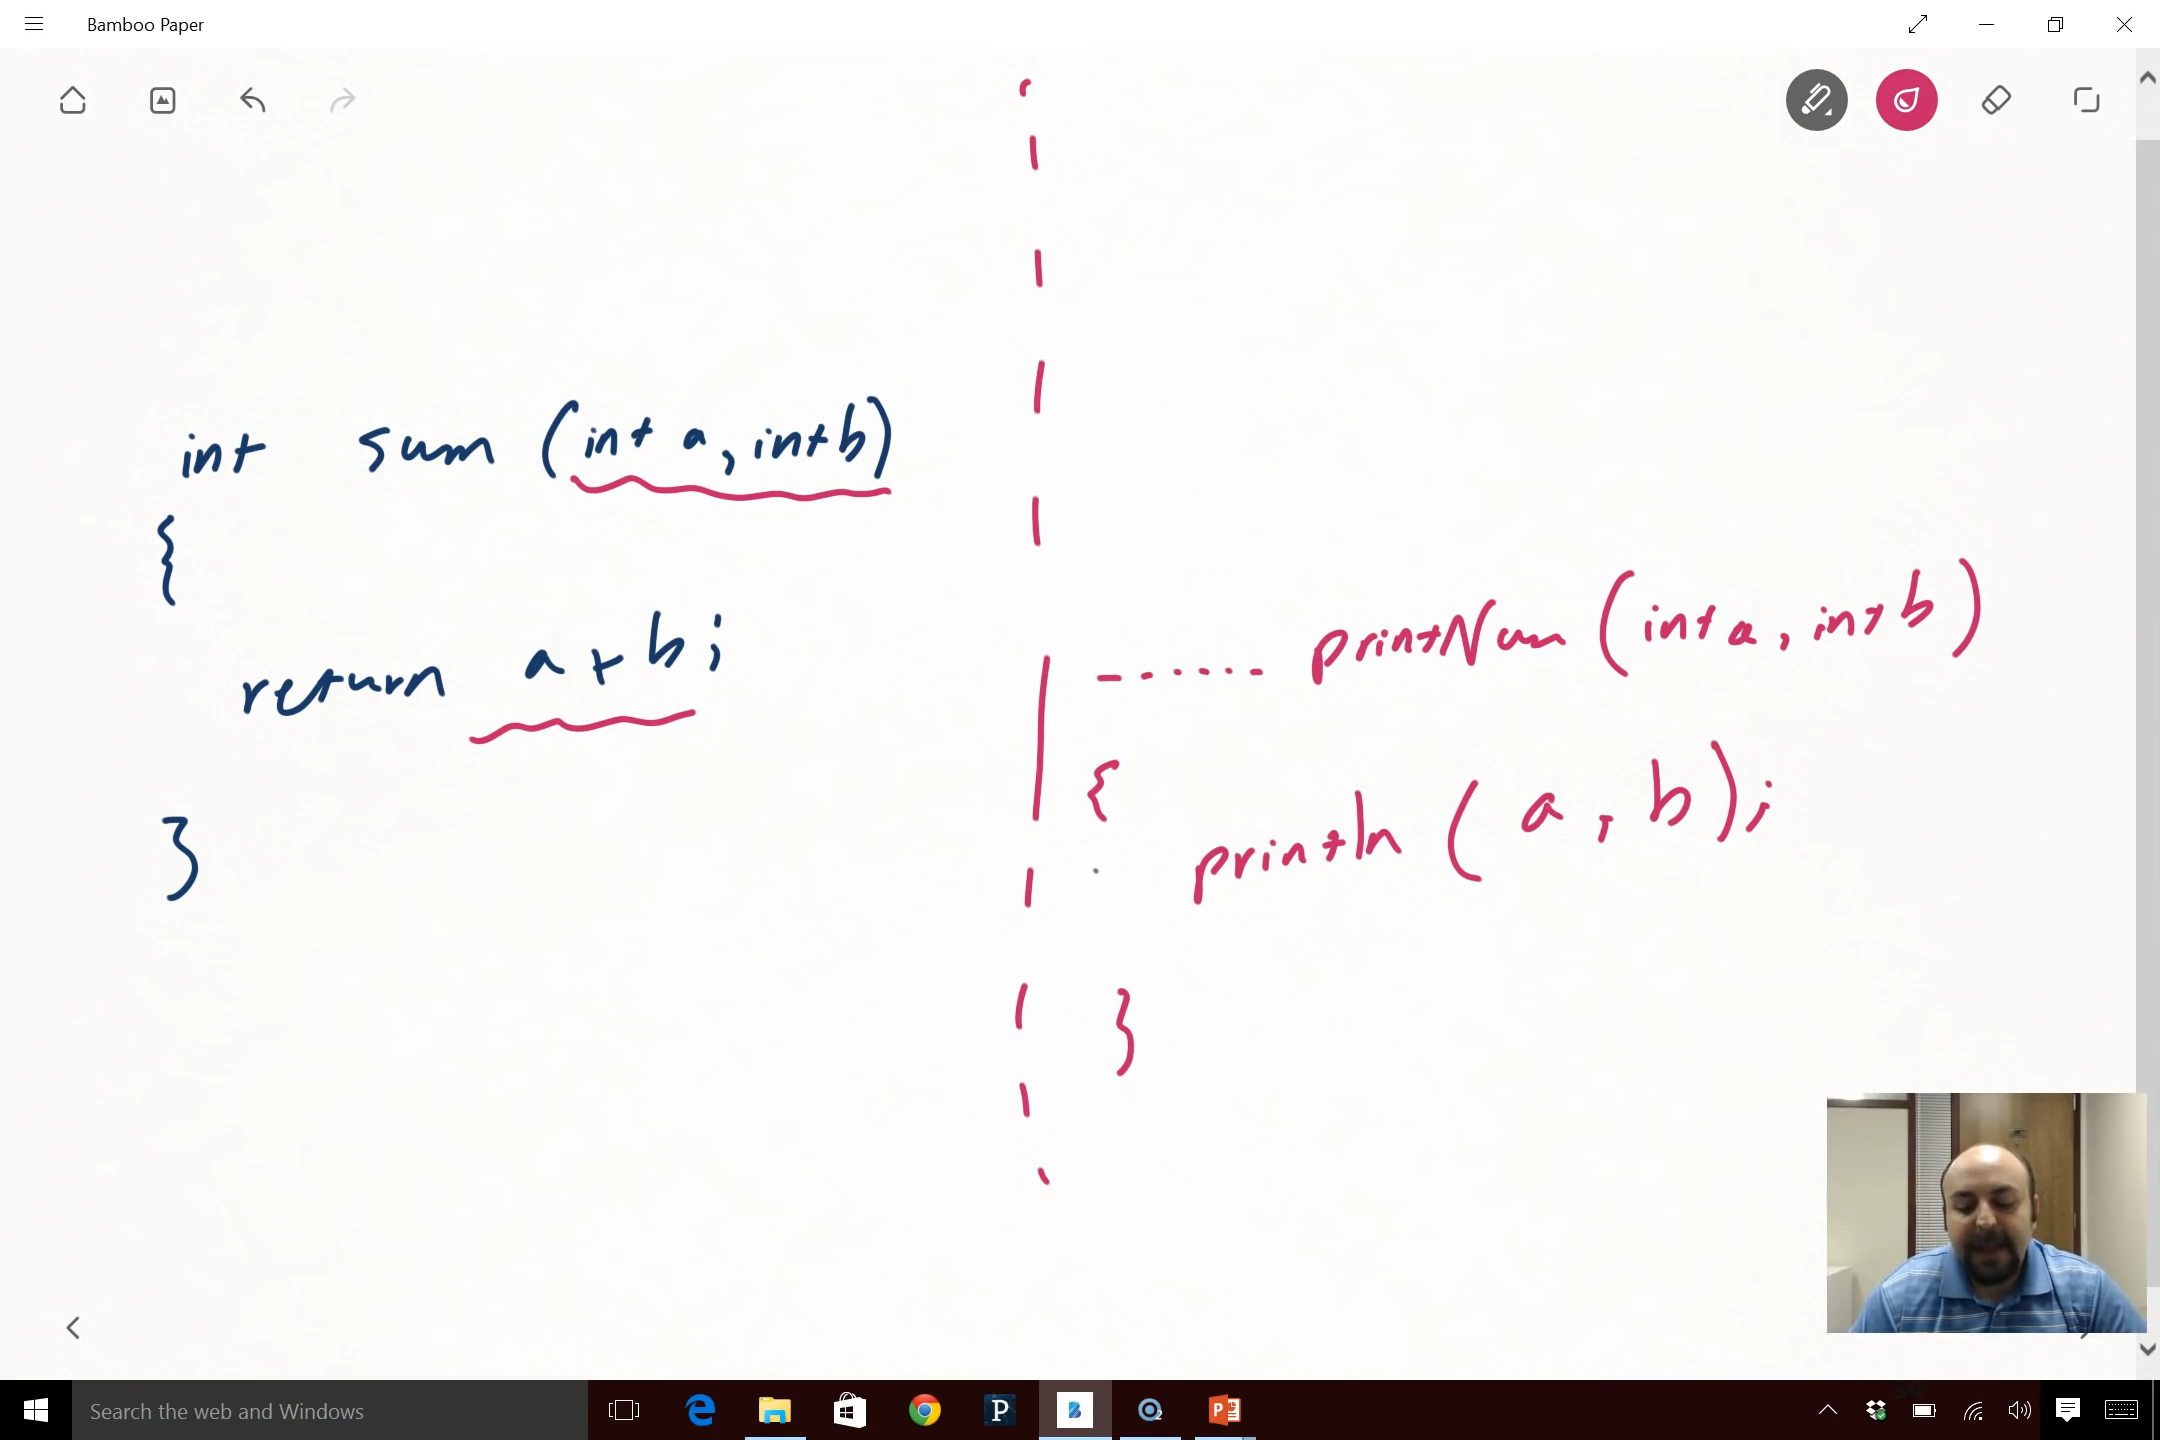 Bamboo Paper
int sum (int a, int b)
{
return a + b;
}
------ printNum (int a, int b)
{
println ( a , b );
}
Search the web and Windows